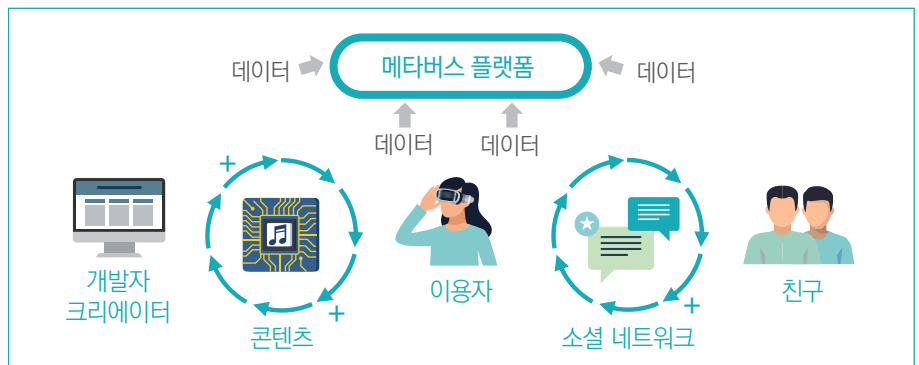 메타버스 플랫폼
데이터
데이터
데이터
데이터
개발자
크리에이터
콘텐츠
이용자
소셜 네트워크
친구